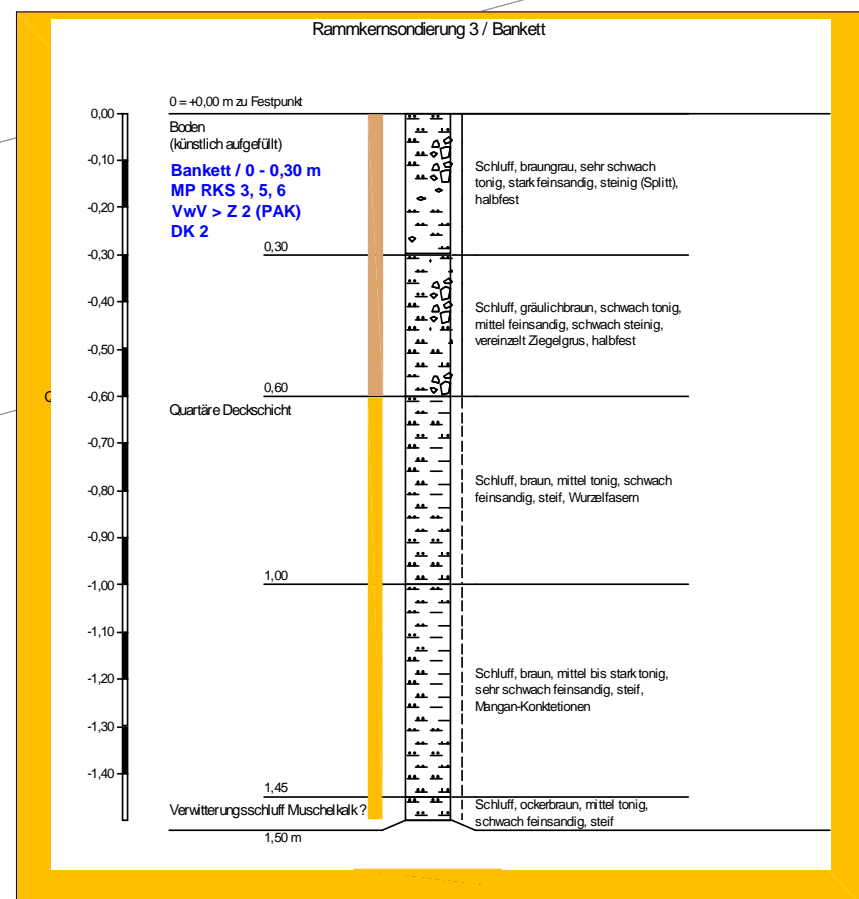 Rammkernsondierung 3 / Bankett
0 = +0,00 m zu Festpunkt
0,00
Boden
(künstlich aufgefüllt)
-0,10
Bankett / 0 - 0,30 m
MP RKS 3, 5, 6
VwV > Z 2 (PAK)
DK 2
Schluff, braungrau, sehr schwach
tonig, stark feinsandig, steinig (Splitt),
halbfest
-0,20
0,30
-0,30
-0,40
Schluff, gräulichbraun, schwach tonig,
mittel feinsandig, schwach steinig,
vereinzelt Ziegelgrus, halbfest
-0,50
0,60
-0,60
Quartäre Deckschicht
-0,70
Schluff, braun, mittel tonig, schwach
feinsandig, steif, Wurzelfasern
-0,80
-0,90
1,00
-1,00
-1,10
-1,20
Schluff, braun, mittel bis stark tonig,
sehr schwach feinsandig, steif,
Mangan-Konktetionen
-1,30
-1,40
1,45
Verwitterungsschluff Muschelkalk ?
Schluff, ockerbraun, mittel tonig,
schwach feinsandig, steif
1,50 m